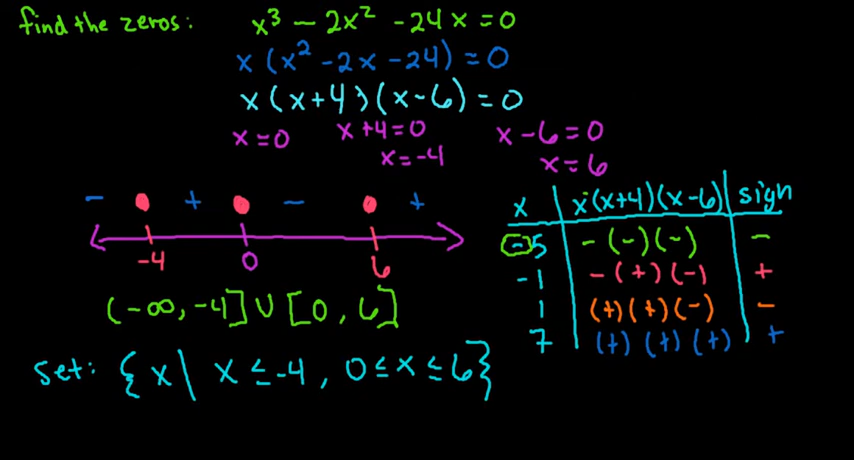 find the zeros: x³ - 2x² - 24x = 0
x(x² - 2x - 24) = 0
x(x+4)(x-6) = 0
x=0 x+4=0 x-6=0
x=-4 x=6
- + - +
-4 0 6
(-∞, -4] ∪ [0, 6]
set: {x| x ≤ -4, 0 ≤ x ≤ 6}
x x(x+4)(x-6) sign
-5 -(-)(-) -
-1 -(+)(-) +
1 (+)(+)(-) -
7 (+)(+)(+) +